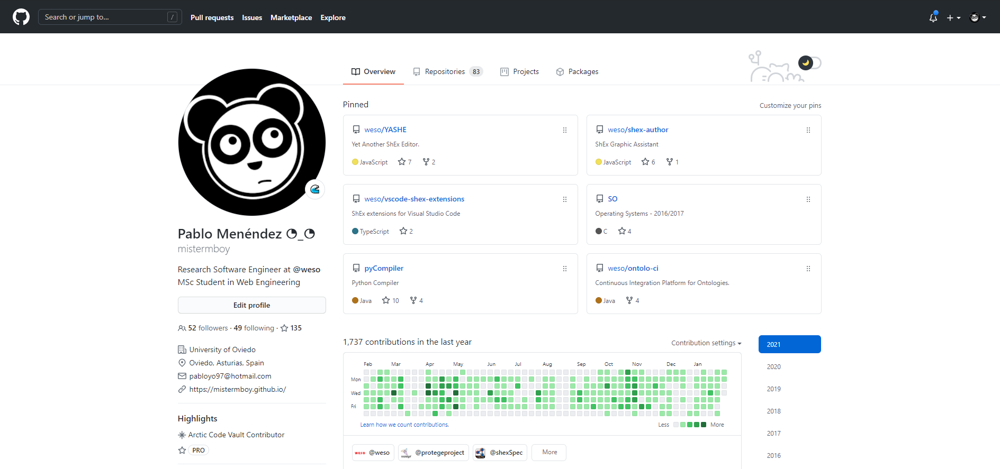 Search or jump to...
/
Pull requests
Issues
Marketplace
Explore
Overview
Repositories 83
Projects
Packages
Pablo Menéndez ◔_◔
mistermboy
Research Software Engineer at @weso
MSc Student in Web Engineering
Edit profile
52 followers · 49 following · 135
University of Oviedo
Oviedo, Asturias, Spain
pabloyo97@hotmail.com
https://mistermboy.github.io/
Highlights
Arctic Code Vault Contributor
PRO
Pinned
Customize your pins
weso/YASHE
Yet Another ShEx Editor.
JavaScript 7 2
weso/shex-author
ShEx Graphic Assistant
JavaScript 6 1
weso/vscode-shex-extensions
ShEx extensions for Visual Studio Code
TypeScript 2
SO
Operating Systems - 2016/2017
C 4
pyCompiler
Python Compiler
Java 10 4
weso/ontolo-ci
Continuous Integration Platform for Ontologies.
Java 4
1,737 contributions in the last year
Contribution settings
Feb Mar Apr May Jun Jul Aug Sep Oct Nov Dec Jan
Mon
Wed
Fri
Learn how we count contributions.
Less More
WESO @weso
protégé @protegeproject
@shexSpec
More
2021
2020
2019
2018
2017
2016